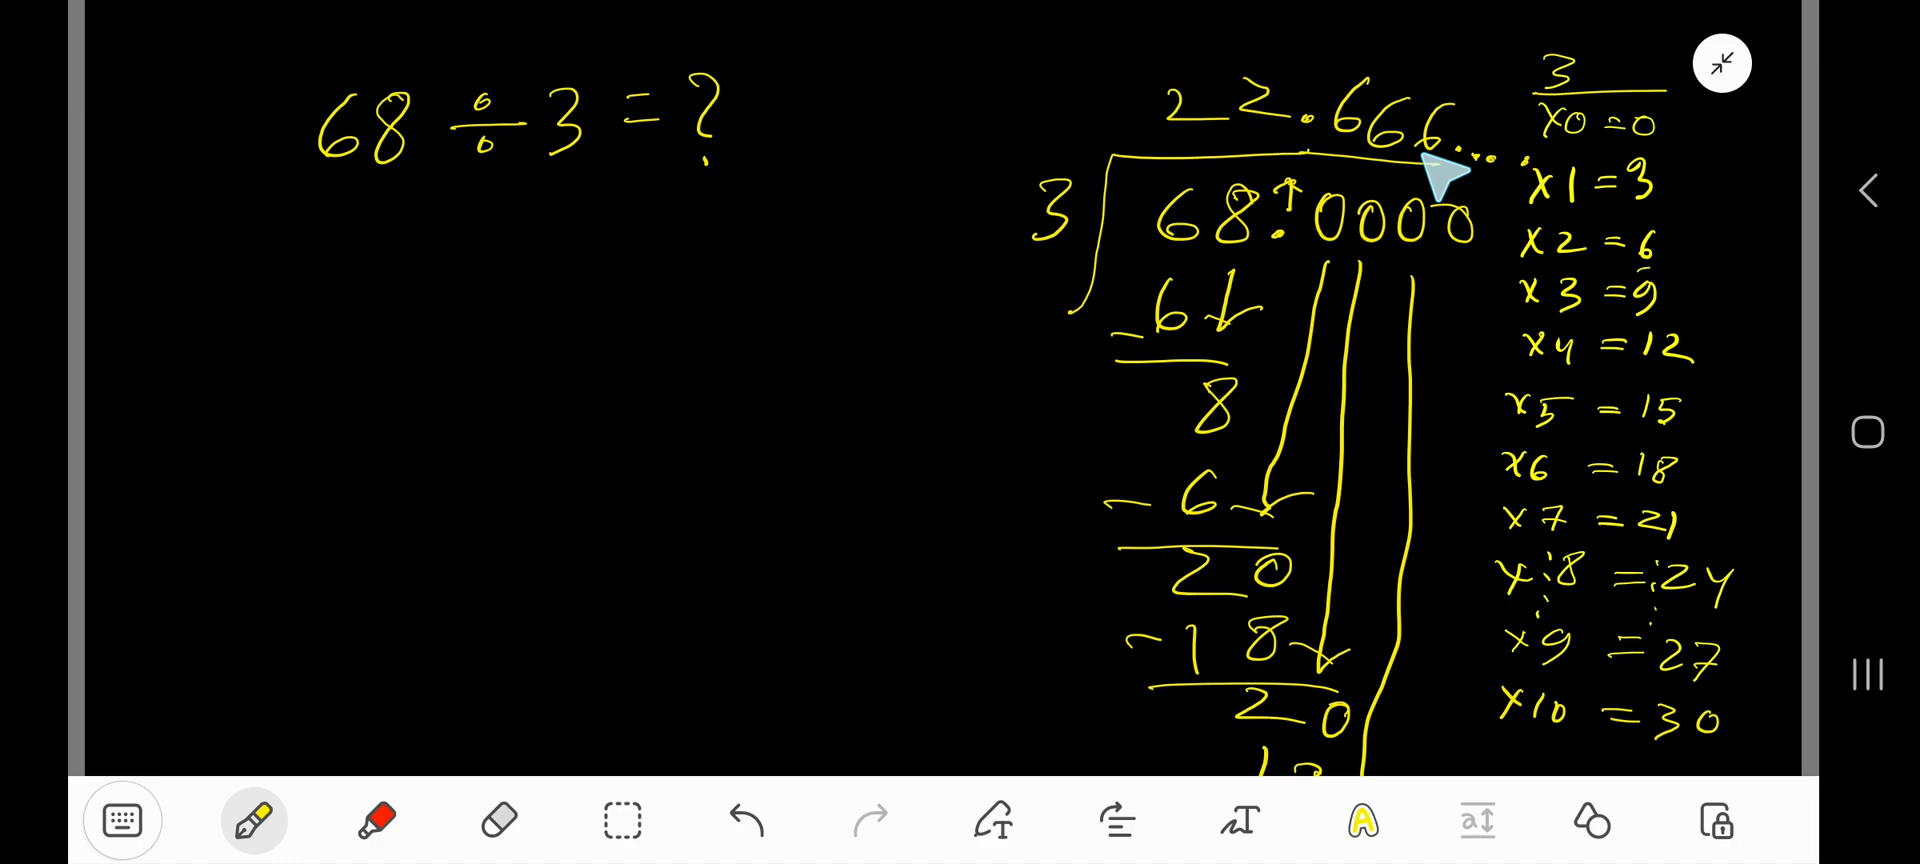 68 ÷ 3 = ?
22.666....
3 68.0000
- 6
8
- 6
20
- 18
20
3
x0 = 0
x1 = 3
x2 = 6
x3 = 9
x4 = 12
x5 = 15
x6 = 18
x7 = 21
x8 = 24
x9 = 27
x10 = 30